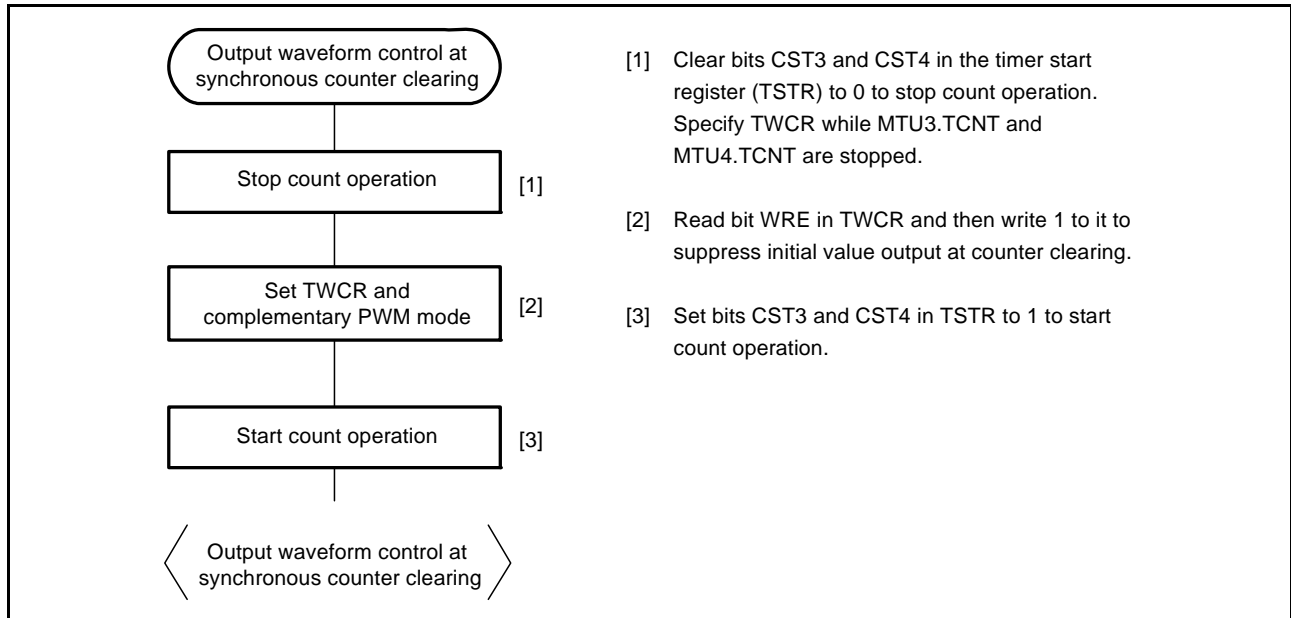 Output waveform control at
synchronous counter clearing
Stop count operation
[1]
Set TWCR and
complementary PWM mode
[2]
Start count operation
[3]
Output waveform control at
synchronous counter clearing
[1] Clear bits CST3 and CST4 in the timer start
register (TSTR) to 0 to stop count operation.
Specify TWCR while MTU3.TCNT and
MTU4.TCNT are stopped.
[2] Read bit WRE in TWCR and then write 1 to it to
suppress initial value output at counter clearing.
[3] Set bits CST3 and CST4 in TSTR to 1 to start
count operation.